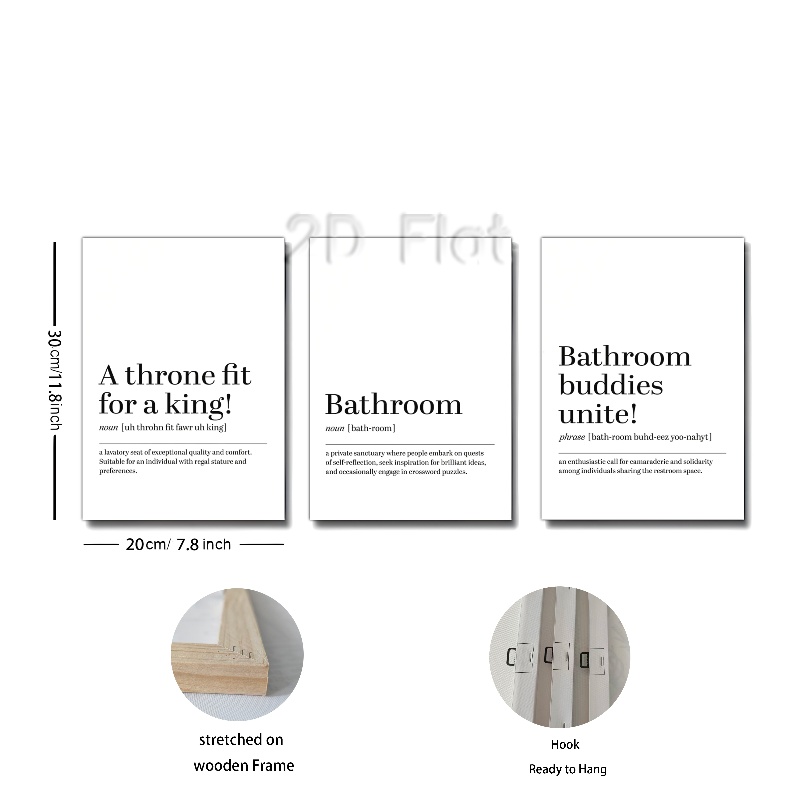 2D Flat
A throne fit
for a king!
noun [uh throhn fit fawr uh king]
a lavatory seat of exceptional quality and comfort.
Suitable for an individual with regal stature and
preferences.
Bathroom
noun [bath-room]
a private sanctuary where people embark on quests
of self-reflection, seek inspiration for brilliant ideas,
and occasionally engage in crossword puzzles.
Bathroom
buddies
unite!
phrase [bath-room buhd-eez yoo-nahyt]
an enthusiastic call for camaraderie and solidarity
among individuals sharing the restroom space.
30cm/11.8inch
20cm/ 7.8 inch
stretched on
wooden Frame
Hook
Ready to Hang